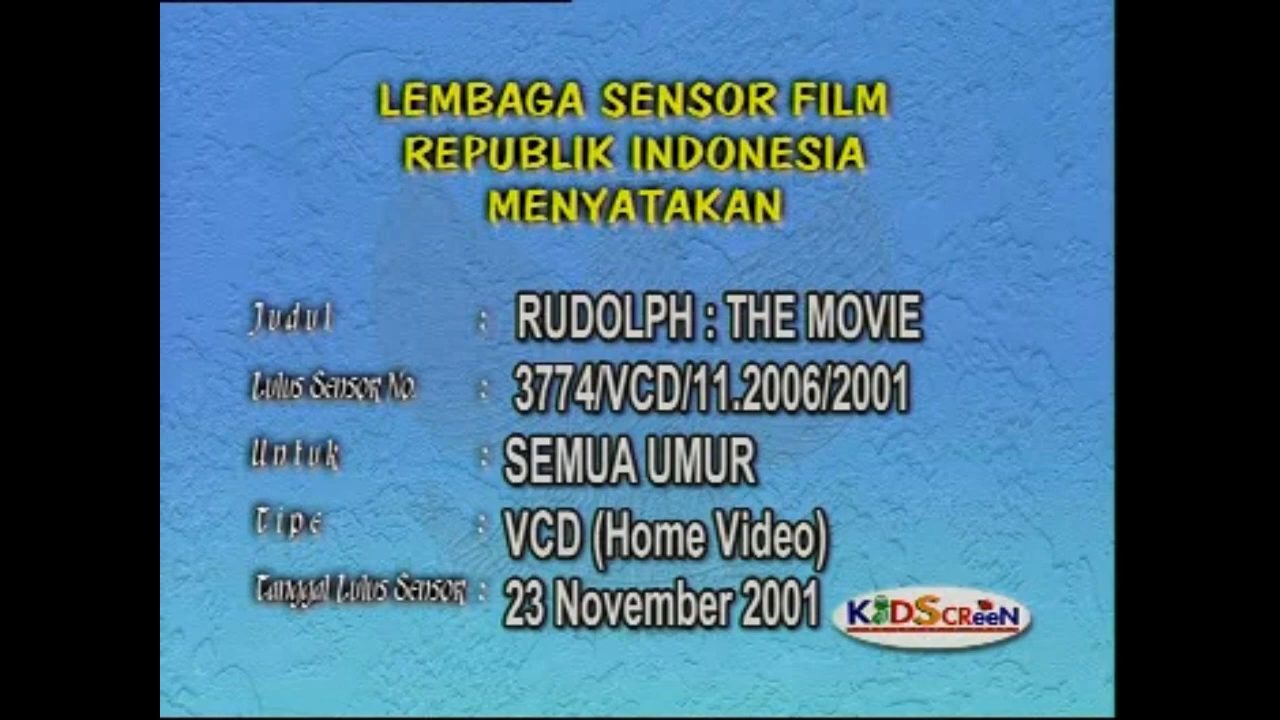 LEMBAGA SENSOR FILM
REPUBLIK INDONESIA
MENYATAKAN
Judul : RUDOLPH : THE MOVIE
Lulus Sensor No. : 3774/VCD/11.2006/2001
Untuk : SEMUA UMUR
Tipe : VCD (Home Video)
Tanggal Lulus Sensor : 23 November 2001
KiDSCReeN